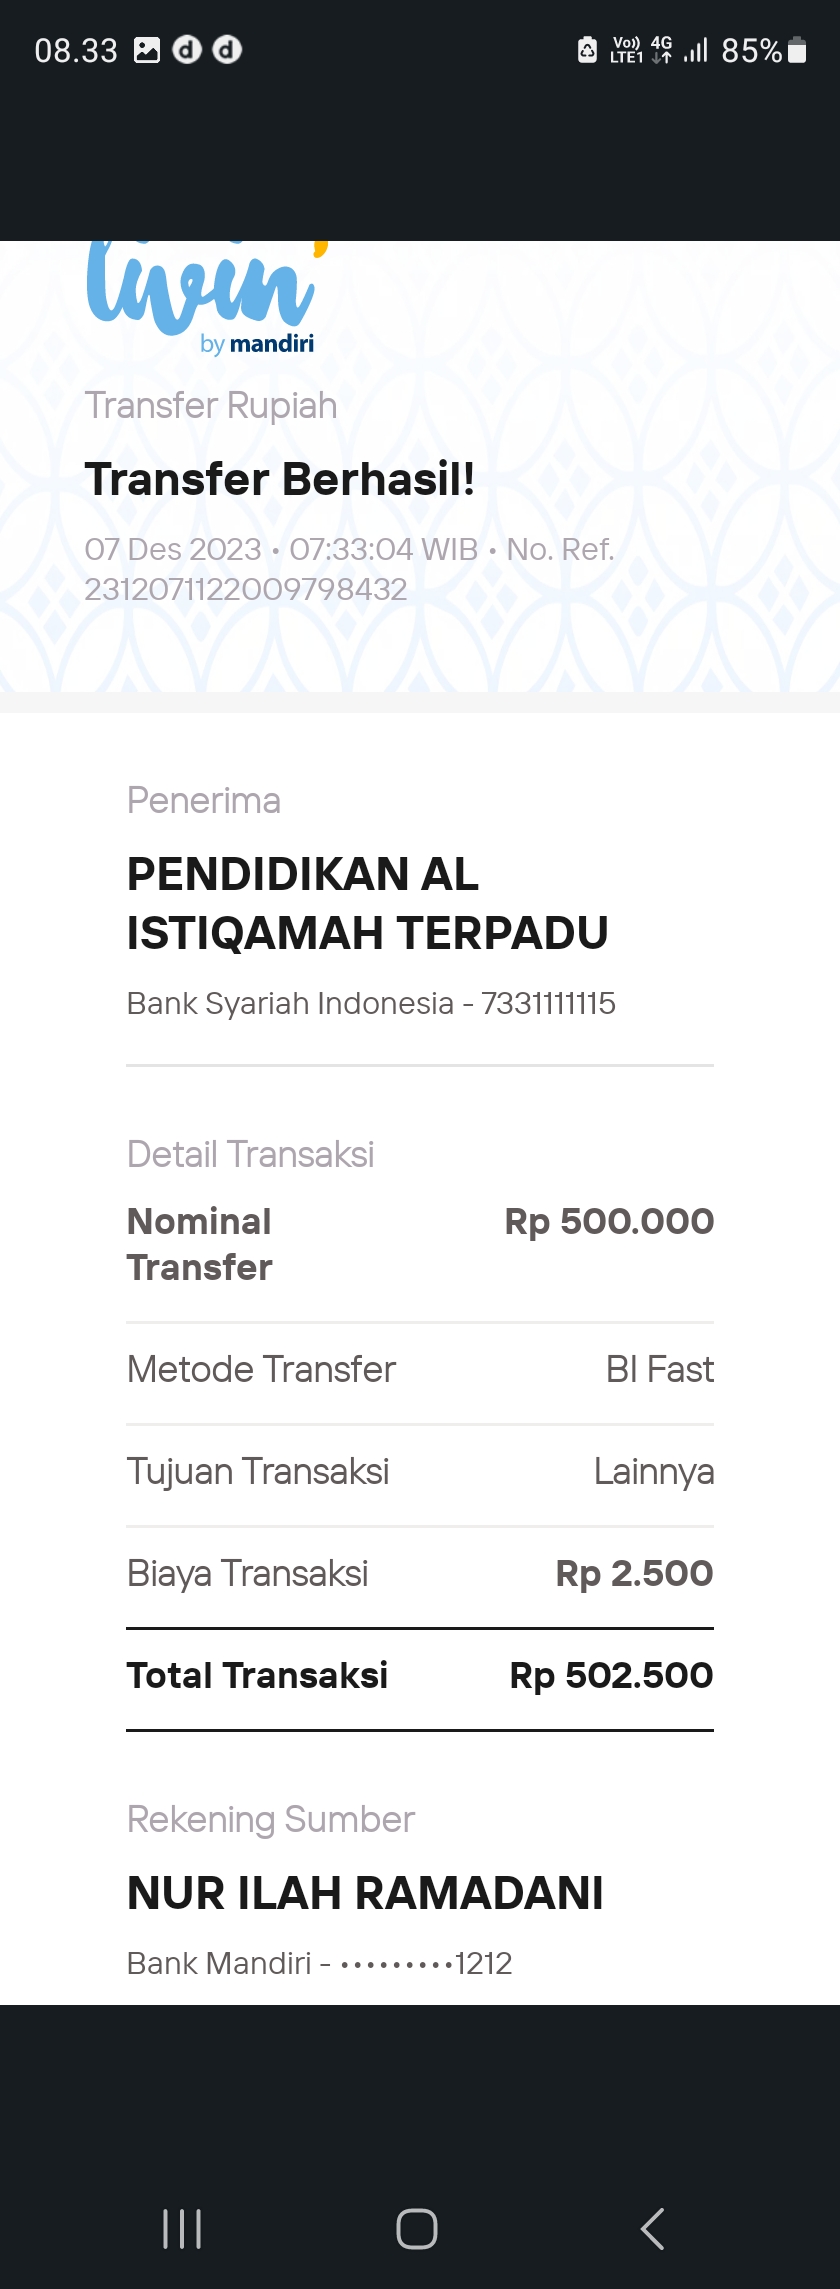 08.33
Vo)) LTE1 4G 85%
livin'
by mandiri
Transfer Rupiah
Transfer Berhasil!
07 Des 2023 • 07:33:04 WIB • No. Ref.
2312071122009798432
Penerima
PENDIDIKAN AL
ISTIQAMAH TERPADU
Bank Syariah Indonesia - 7331111115
Detail Transaksi
Nominal Transfer Rp 500.000
Metode Transfer BI Fast
Tujuan Transaksi Lainnya
Biaya Transaksi Rp 2.500
Total Transaksi Rp 502.500
Rekening Sumber
NUR ILAH RAMADANI
Bank Mandiri - •••••••••1212